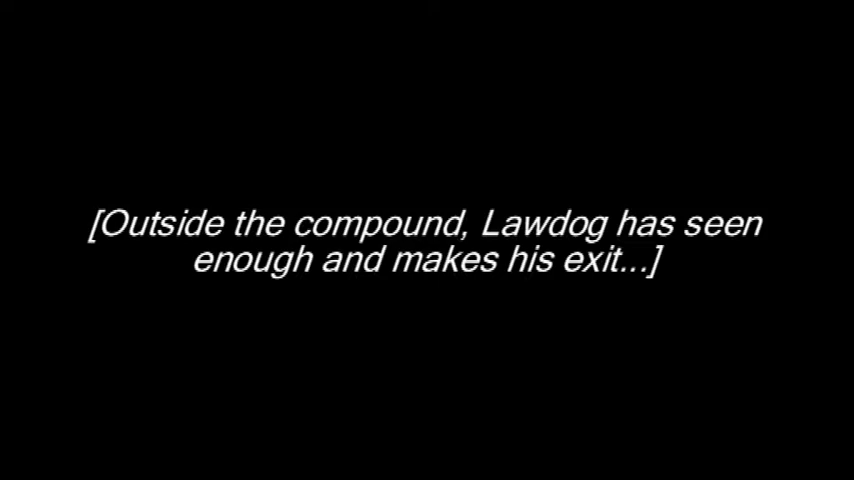 [Outside the compound, Lawdog has seen
enough and makes his exit...]